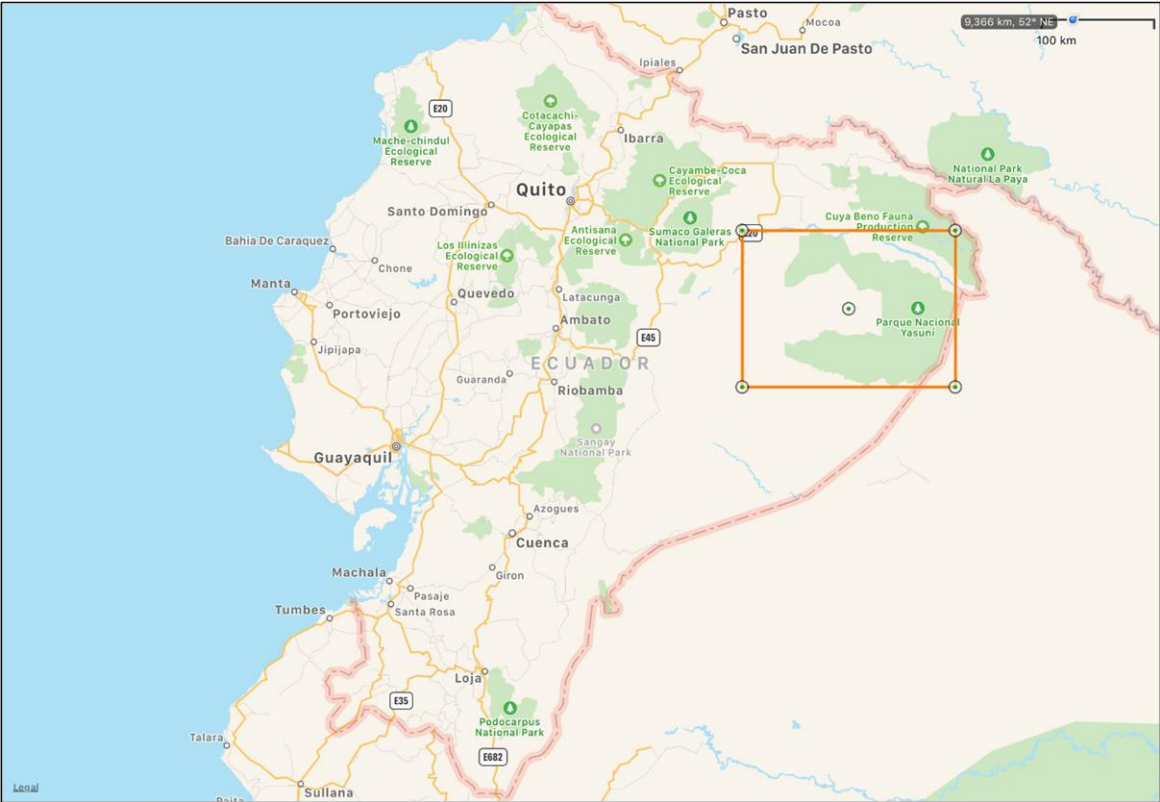 Pasto
Mocoa
9,366 km, 52° NE
100 km
San Juan De Pasto
Ipiales
E20
Cotacachi-
Cayapas
Ecological
Reserve
Mache-chindul
Ecological
Reserve
Ibarra
National Park
Natural La Paya
Cayambe-Coca
Ecological
Reserve
Quito
Santo Domingo
Cuya Beno Fauna
Production
Reserve
Antisana
Ecological
Reserve
Sumaco Galeras
National Park
E20
Bahia De Caraquez
Los Illinizas
Ecological
Reserve
Chone
Manta
Quevedo
Latacunga
Portoviejo
Ambato
Parque Nacional
Yasuni
E45
Jipijapa
ECUADOR
Guaranda
Riobamba
Sangay
National Park
Guayaquil
Azogues
Cuenca
Machala
Giron
Pasaje
Tumbes
Santa Rosa
Loja
E35
Podocarpus
National Park
Talara
E682
Legal
Sullana
Paita